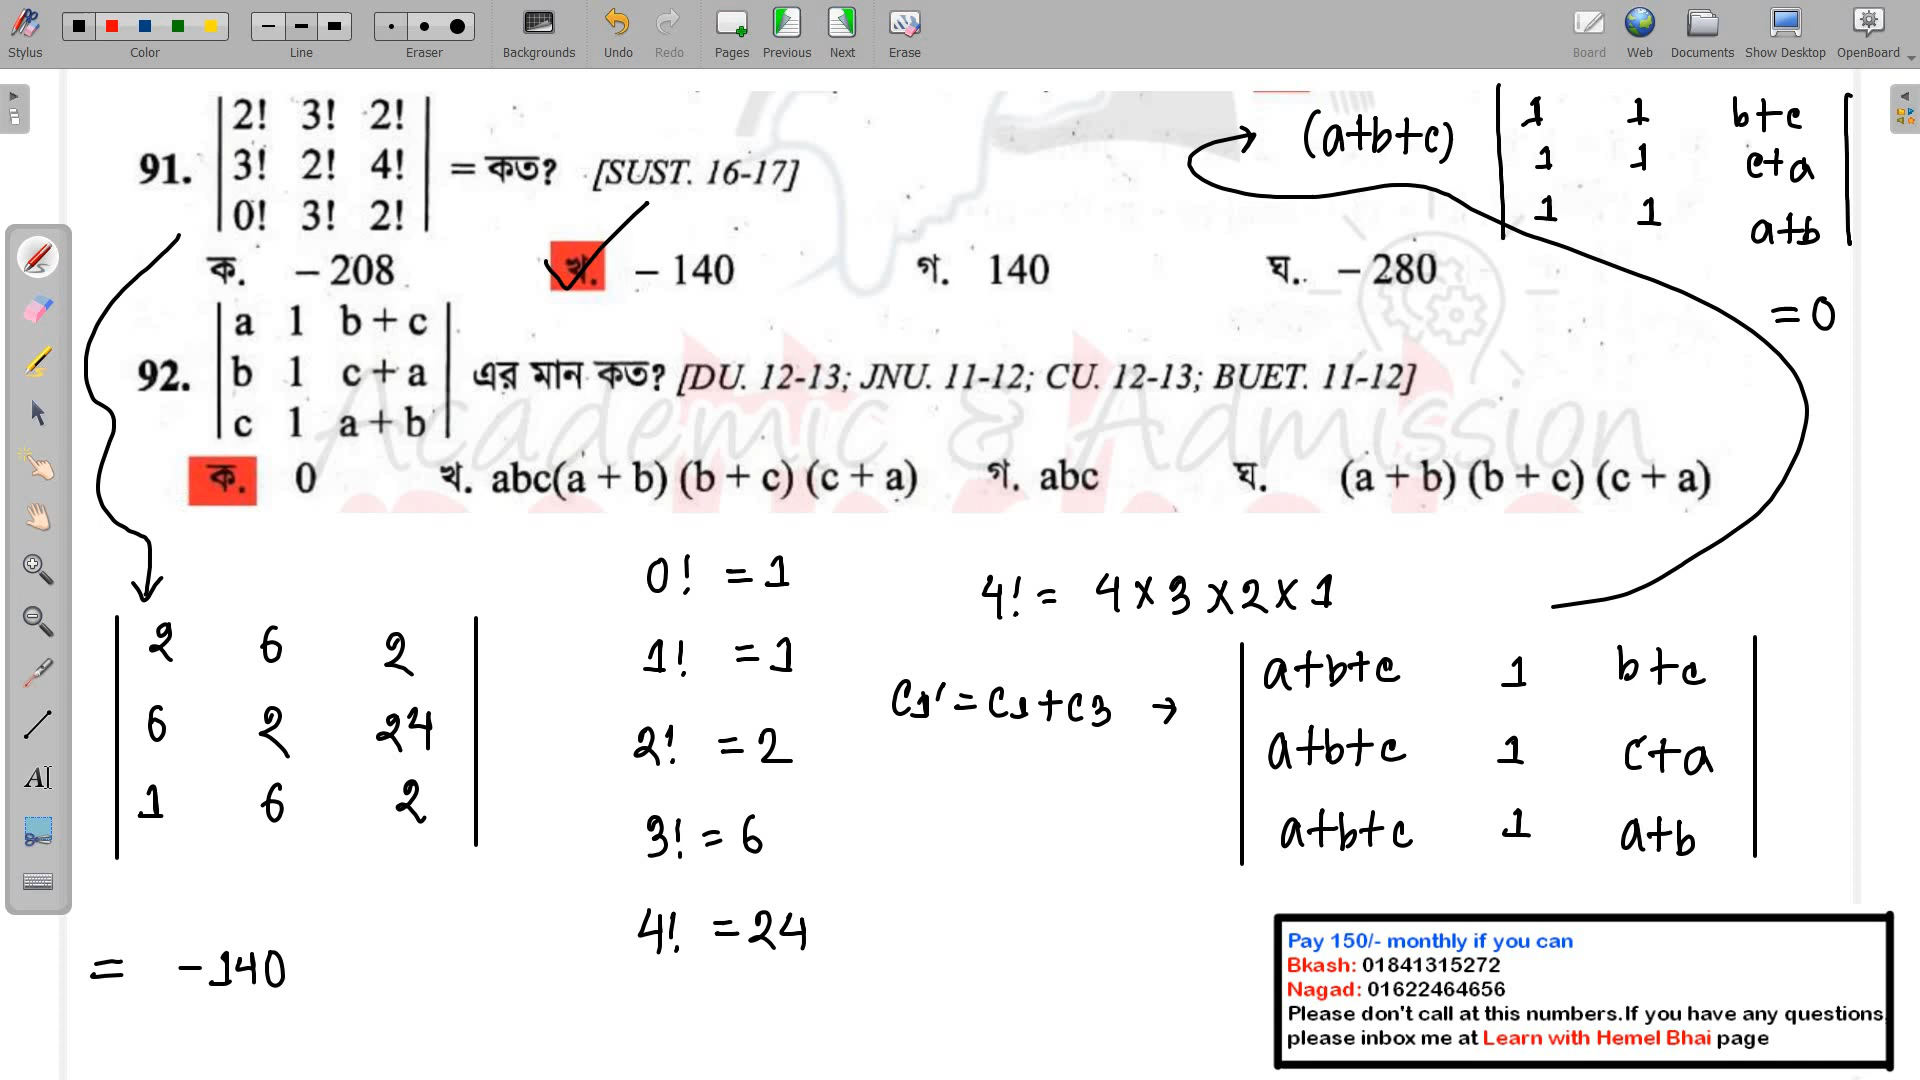 Stylus Color Line Eraser Backgrounds Undo Redo Pages Previous Next Erase Board Web Documents Show Desktop OpenBoard
91. |2! 3! 2!|
|3! 2! 4!| = কত? [SUST. 16-17]
|0! 3! 2!|
ক. – 208 খ. – 140 গ. 140 ঘ. – 280
92. |a 1 b + c|
|b 1 c + a| এর মান কত? [DU. 12-13; JNU. 11-12; CU. 12-13; BUET. 11-12]
|c 1 a + b|
ক. 0 খ. abc(a + b) (b + c) (c + a) গ. abc ঘ. (a + b) (b + c) (c + a)
Academic & Admission
(a+b+c) |1 1 b+c|
|1 1 c+a|
|1 1 a+b|
= 0
|2 6 2|
|6 2 24|
|1 6 2|
= -140
0! = 1
1! = 1
2! = 2
3! = 6
4! = 24
4! = 4 × 3 × 2 × 1
C1' = C1+C3 →
|a+b+c 1 b+c|
|a+b+c 1 c+a|
|a+b+c 1 a+b|
Pay 150/- monthly if you can
Bkash: 01841315272
Nagad: 01622464656
Please don't call at this numbers.If you have any questions,
please inbox me at Learn with Hemel Bhai page